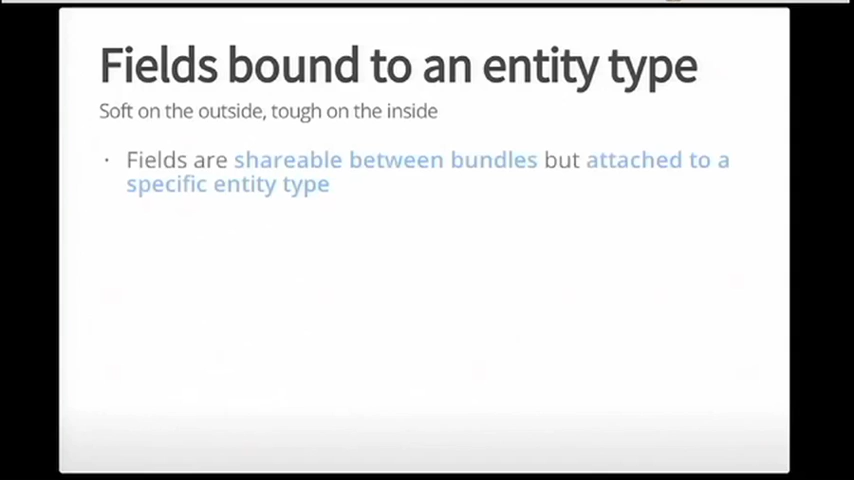 Fields bound to an entity type
Soft on the outside, tough on the inside
· Fields are shareable between bundles but attached to a
specific entity type